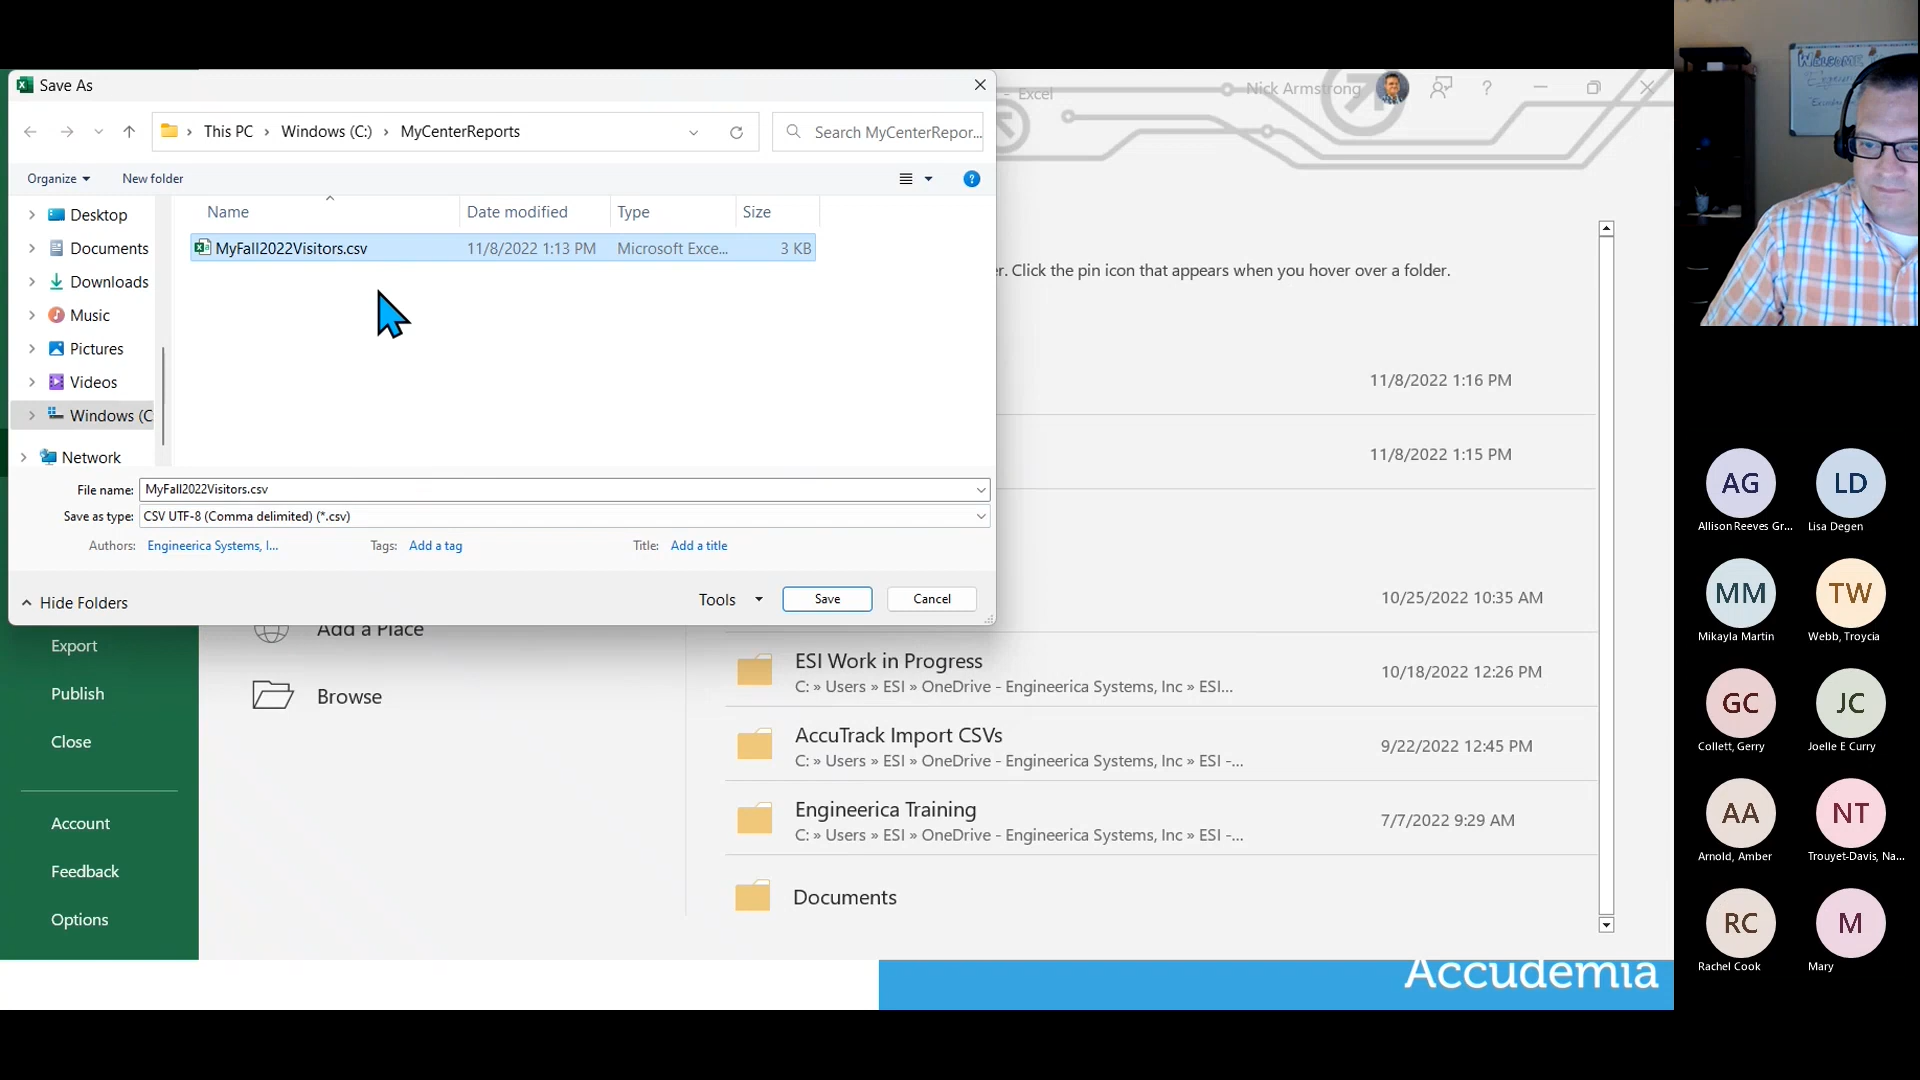 Save As
This PC > Windows (C:) > MyCenterReports
Search MyCenterRepor...
Organize
New folder
?
Name
Date modified
Type
Size
MyFall2022Visitors.csv
11/8/2022 1:13 PM
Microsoft Exce...
3 KB
Desktop
Documents
Downloads
Music
Pictures
Videos
Windows (C
Network
File name:
MyFall2022Visitors.csv
Save as type:
CSV UTF-8 (Comma delimited) (*.csv)
Authors:
Engineerica Systems, I...
Tags:
Add a tag
Title:
Add a title
Hide Folders
Tools
Save
Cancel
- Excel
Nick Armstrong
?
r. Click the pin icon that appears when you hover over a folder.
11/8/2022 1:16 PM
11/8/2022 1:15 PM
10/25/2022 10:35 AM
Add a Place
Browse
ESI Work in Progress
C: » Users » ESI » OneDrive - Engineerica Systems, Inc » ESI...
10/18/2022 12:26 PM
AccuTrack Import CSVs
C: » Users » ESI » OneDrive - Engineerica Systems, Inc » ESI -...
9/22/2022 12:45 PM
Engineerica Training
C: » Users » ESI » OneDrive - Engineerica Systems, Inc » ESI -...
7/7/2022 9:29 AM
Documents
Export
Publish
Close
Account
Feedback
Options
Accudemia
WELCOME
AG
Allison Reeves Gr...
LD
Lisa Degen
MM
Mikayla Martin
TW
Webb, Troycia
GC
Collett, Gerry
JC
Joelle E Curry
AA
Arnold, Amber
NT
Trouyet-Davis, Na...
RC
Rachel Cook
M
Mary